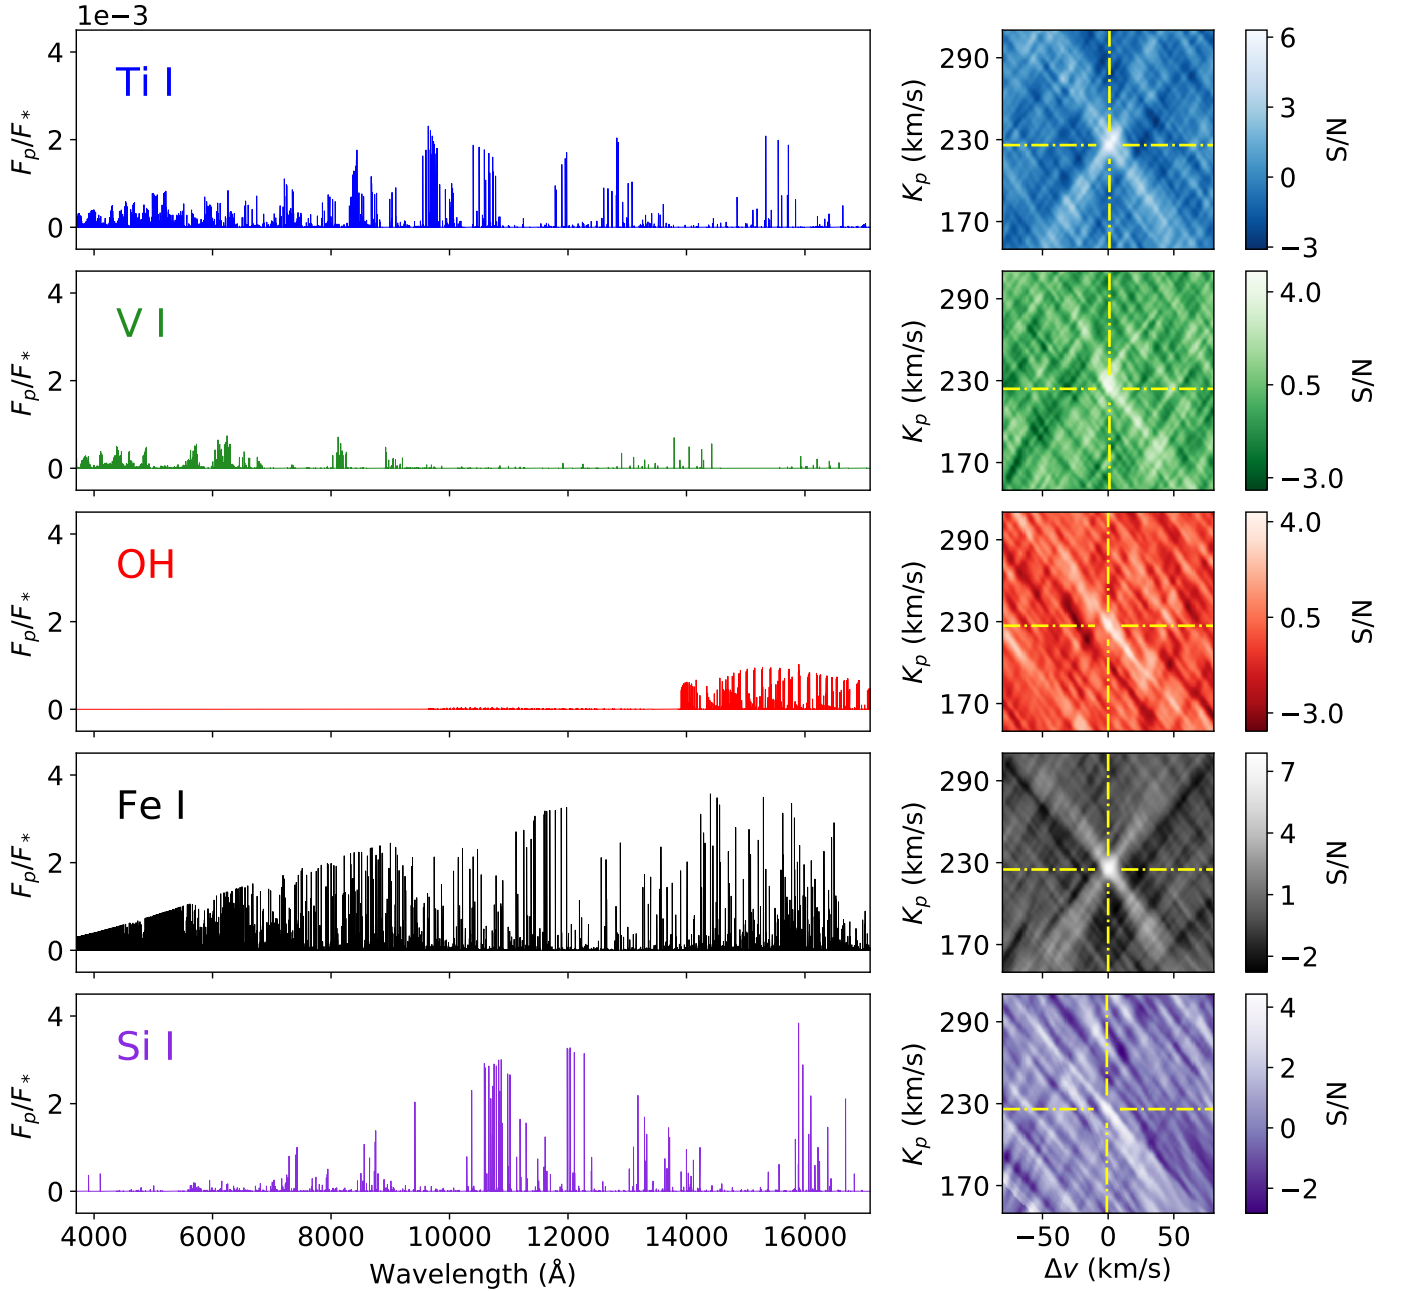 1e−3
Ti I
F_p/F_*
4
2
0
K_p (km/s)
290
230
170
6
3
0
−3
S/N
V I
F_p/F_*
4
2
0
K_p (km/s)
290
230
170
4.0
0.5
−3.0
S/N
OH
F_p/F_*
4
2
0
K_p (km/s)
290
230
170
4.0
0.5
−3.0
S/N
Fe I
F_p/F_*
4
2
0
K_p (km/s)
290
230
170
7
4
1
−2
S/N
Si I
F_p/F_*
4
2
0
K_p (km/s)
290
230
170
4
2
0
−2
S/N
4000 6000 8000 10000 12000 14000 16000
Wavelength (Å)
−50 0 50
Δv (km/s)